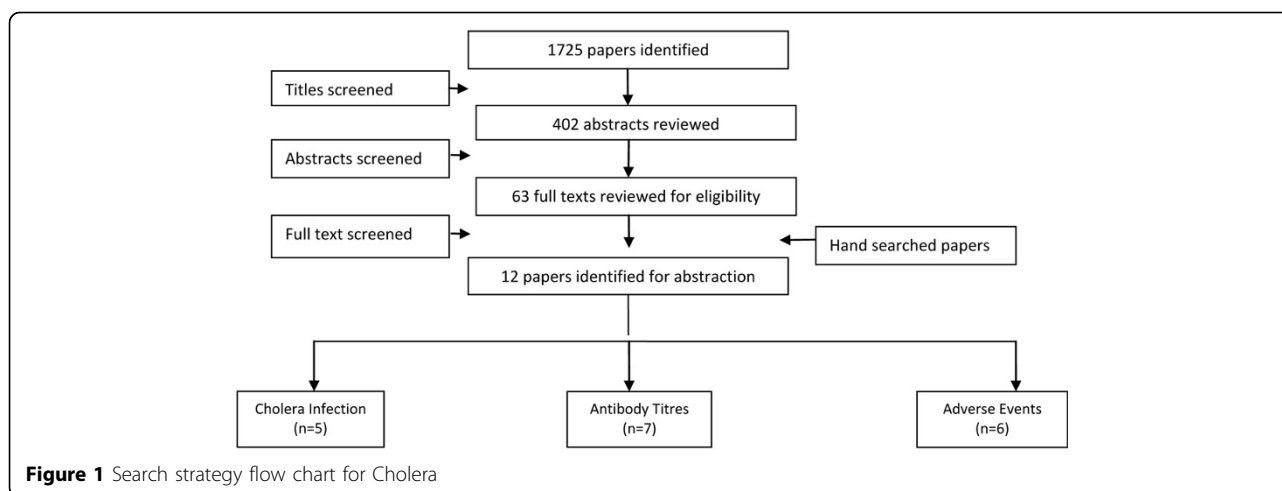 1725 papers identified
Titles screened
402 abstracts reviewed
Abstracts screened
63 full texts reviewed for eligibility
Full text screened
Hand searched papers
12 papers identified for abstraction
Cholera Infection
(n=5)
Antibody Titres
(n=7)
Adverse Events
(n=6)
Figure 1 Search strategy flow chart for Cholera